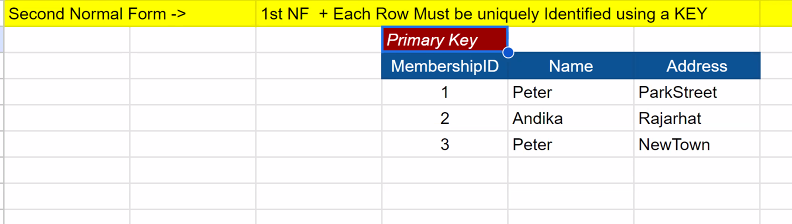 Second Normal Form -> 1st NF + Each Row Must be uniquely Identified using a KEY
Primary Key
MembershipID Name Address
1 Peter ParkStreet
2 Andika Rajarhat
3 Peter NewTown